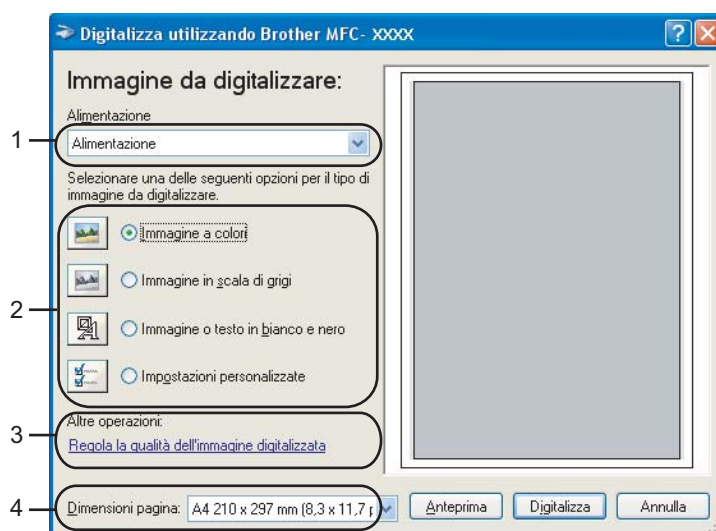 Digitalizza utilizzando Brother MFC- XXXX
Immagine da digitalizzare:
Alimentazione
1
Alimentazione
Selezionare una delle seguenti opzioni per il tipo di
immagine da digitalizzare.
2
Immagine a colori
Immagine in scala di grigi
Immagine o testo in bianco e nero
Impostazioni personalizzate
3
Altre operazioni:
Regola la qualità dell'immagine digitalizzata
4
Dimensioni pagina: A4 210 x 297 mm (8,3 x 11,7 p
Anteprima Digitalizza Annulla